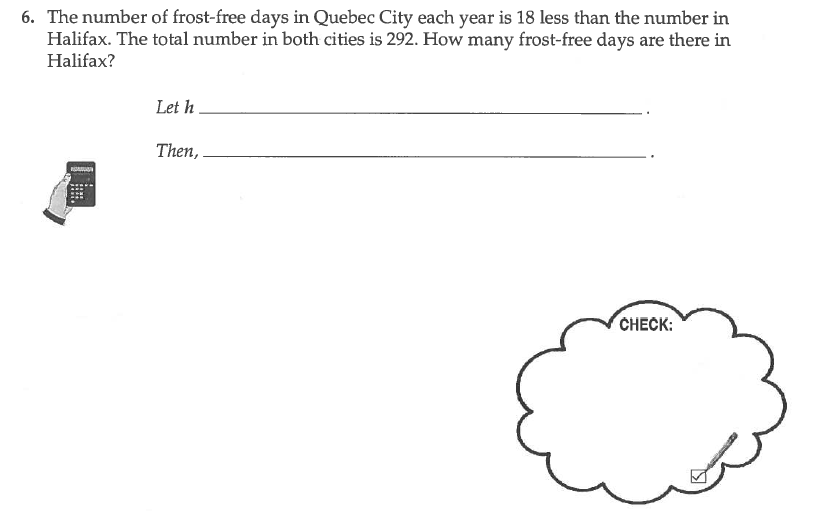 6. The number of frost-free days in Quebec City each year is 18 less than the number in
Halifax. The total number in both cities is 292. How many frost-free days are there in
Halifax?
Let h ______________________________ .
Then, ______________________________ .
CHECK: